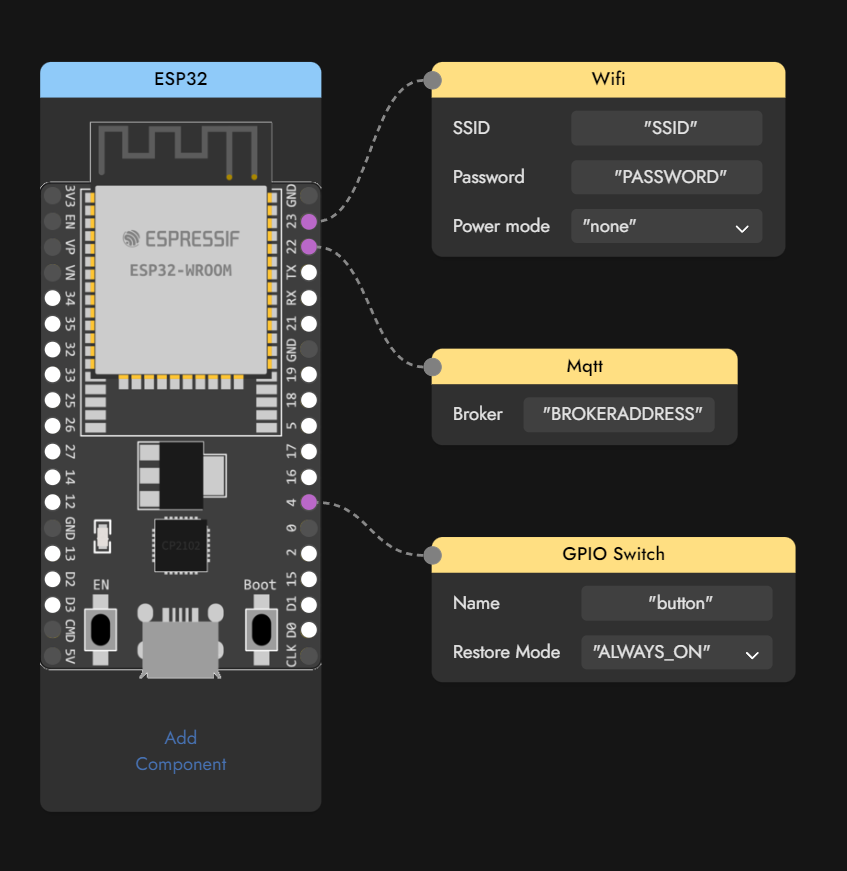 ESP32
ESPRESSIF
ESP32-WROOM
3V3
EN
VP
VN
34
35
32
33
25
26
27
14
12
GND
13
D2
D3
CMD
5V
GND
23
22
TX
RX
21
GND
19
18
5
17
16
4
0
2
15
D1
D0
CLK
CP2102
EN
Boot
Add
Component
Wifi
SSID "SSID"
Password "PASSWORD"
Power mode "none"
Mqtt
Broker "BROKERADDRESS"
GPIO Switch
Name "button"
Restore Mode "ALWAYS_ON"